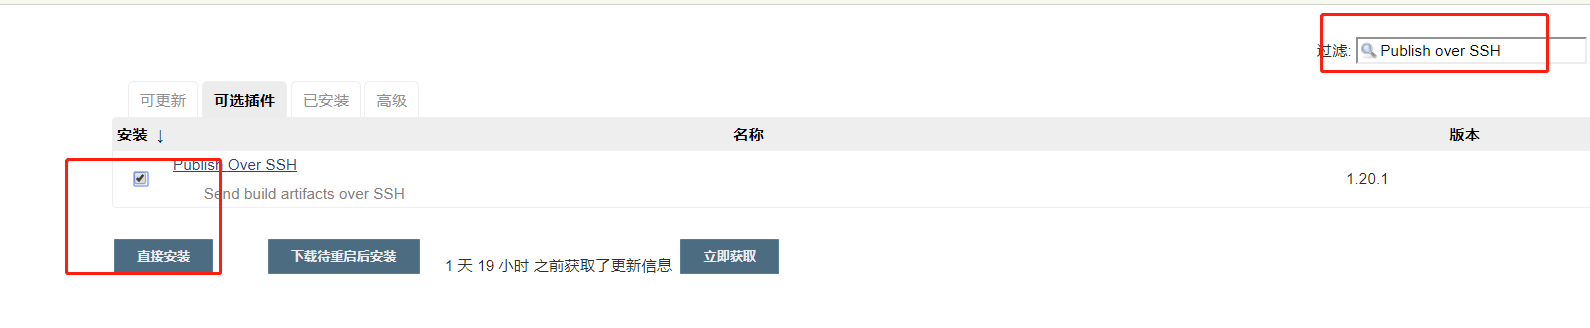 过滤: Publish over SSH
可更新 可选插件 已安装 高级
安装 ↓ 名称 版本
Publish Over SSH
Send build artifacts over SSH
1.20.1
直接安装 下载待重启后安装 1 天 19 小时 之前获取了更新信息 立即获取